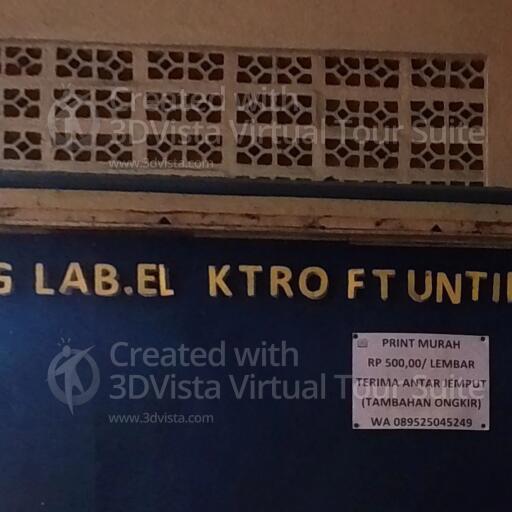 Created with
3DVista Virtual Tour Suite
www.3dvista.com
G LAB.EL KTRO FT UNTI
PRINT MURAH
RP 500,00/ LEMBAR
TERIMA ANTAR JEMPUT
(TAMBAHAN ONGKIR)
WA 089525045249
Created with
3DVista Virtual Tour Suite
www.3dvista.com